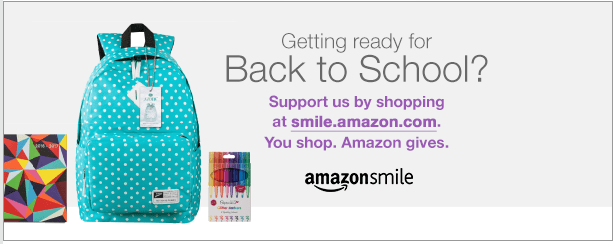 Getting ready for
Back to School?
Support us by shopping
at smile.amazon.com.
You shop. Amazon gives.
amazonsmile